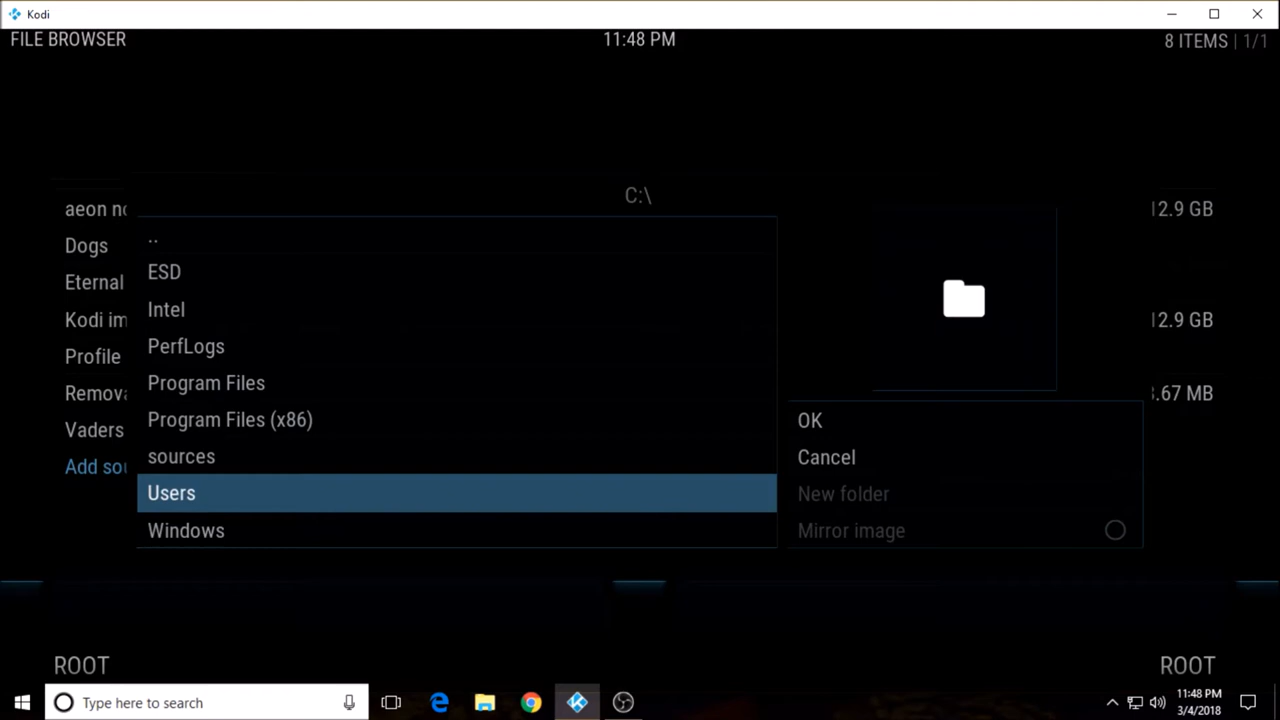 Kodi
FILE BROWSER
11:48 PM
8 ITEMS | 1/1
C:\
aeon no
Dogs
Eternal
Kodi im
Profile
Remova
Vaders
Add sou
..
ESD
Intel
PerfLogs
Program Files
Program Files (x86)
sources
Users
Windows
12.9 GB
12.9 GB
.67 MB
OK
Cancel
New folder
Mirror image
ROOT
ROOT
Type here to search
11:48 PM
3/4/2018